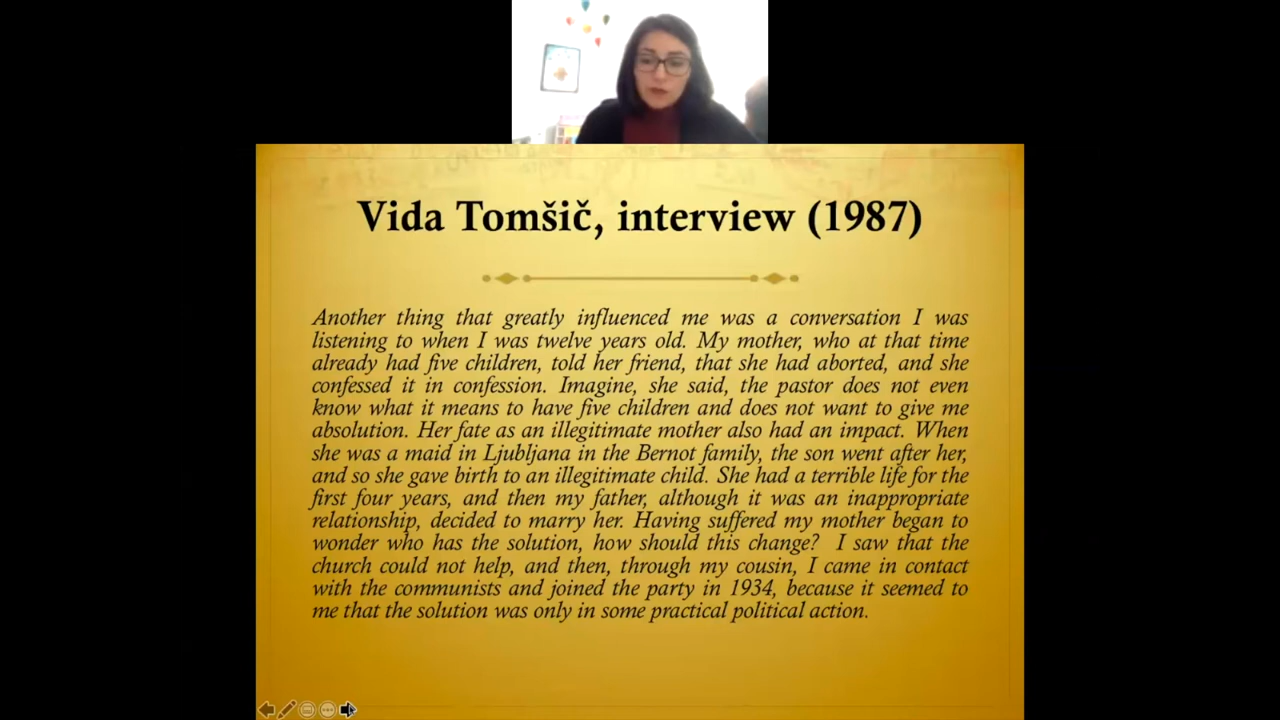 Vida Tomšič, interview (1987)
Another thing that greatly influenced me was a conversation I was
listening to when I was twelve years old. My mother, who at that time
already had five children, told her friend, that she had aborted, and she
confessed it in confession. Imagine, she said, the pastor does not even
know what it means to have five children and does not want to give me
absolution. Her fate as an illegitimate mother also had an impact. When
she was a maid in Ljubljana in the Bernot family, the son went after her,
and so she gave birth to an illegitimate child. She had a terrible life for the
first four years, and then my father, although it was an inappropriate
relationship, decided to marry her. Having suffered my mother began to
wonder who has the solution, how should this change?  I saw that the
church could not help, and then, through my cousin, I came in contact
with the communists and joined the party in 1934, because it seemed to
me that the solution was only in some practical political action.